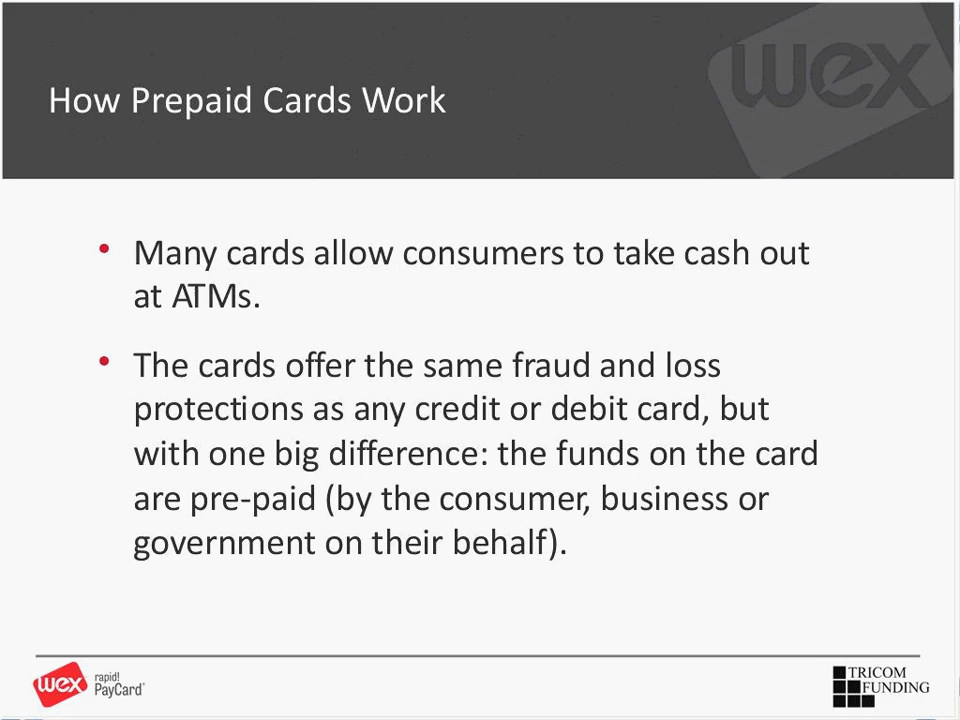 wex
How Prepaid Cards Work
• Many cards allow consumers to take cash out
at ATMs.
• The cards offer the same fraud and loss
protections as any credit or debit card, but
with one big difference: the funds on the card
are pre-paid (by the consumer, business or
government on their behalf).
wex rapid!
PayCard®
TRICOM
FUNDING